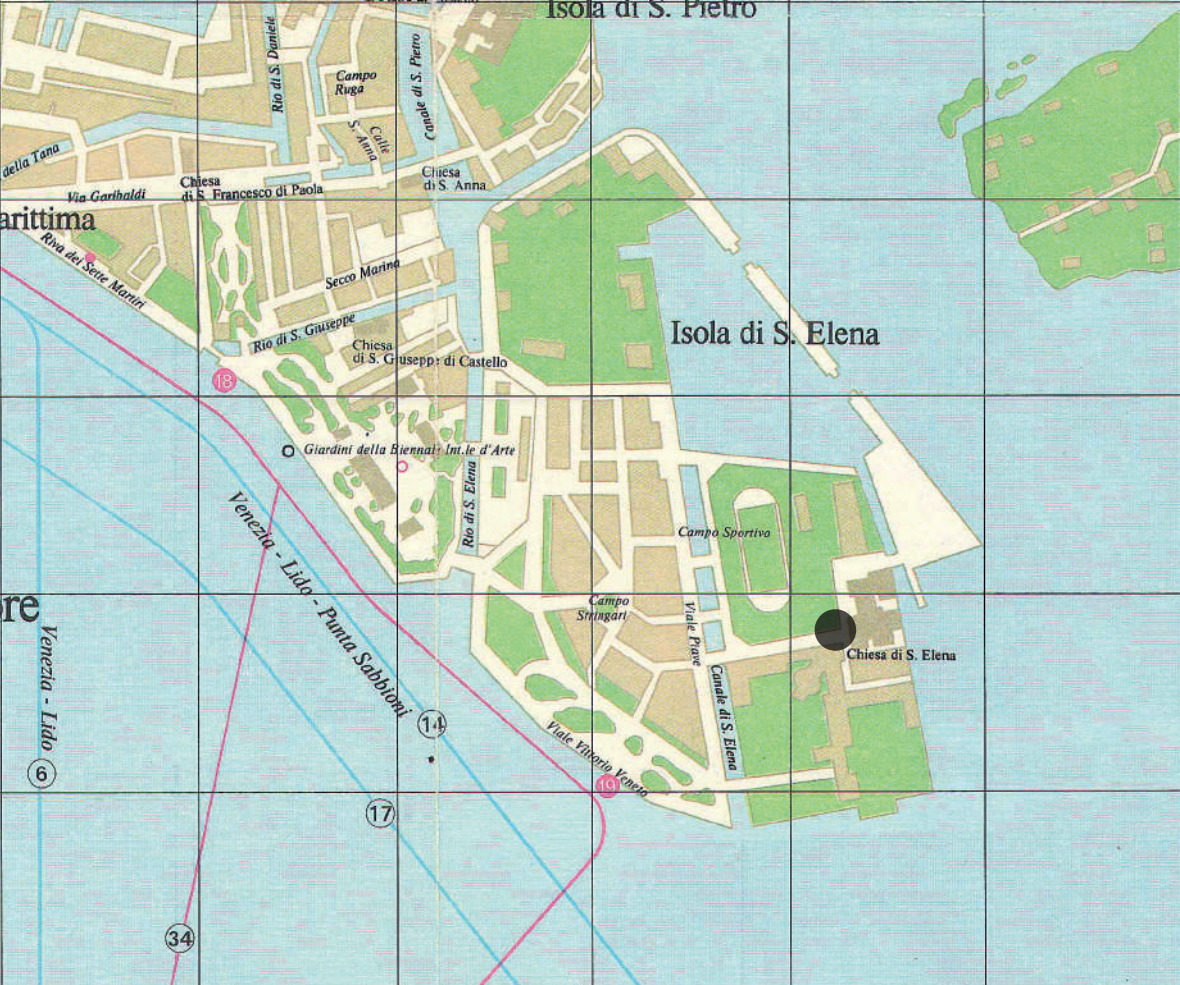 Isola di S. Pietro
Rio di S. Daniele
Canale di S. Pietro
Campo
Ruga
Calle
S. Anna
della Tana
Chiesa
di S. Anna
Via Garibaldi
Chiesa
di S. Francesco di Paola
arittima
Riva dei Sette Martiri
Secco Marina
Rio di S. Giuseppe
Isola di S. Elena
Chiesa
di S. Giuseppe di Castello
18
Giardini della Biennale Int.le d'Arte
Rio di S. Elena
Campo Sportivo
Venezia - Lido - Punta Sabbioni
Campo
Stringari
Viale Piave
Chiesa di S. Elena
re
Venezia - Lido
Canale di S. Elena
14
Viale Vittorio Veneto
6
19
17
34